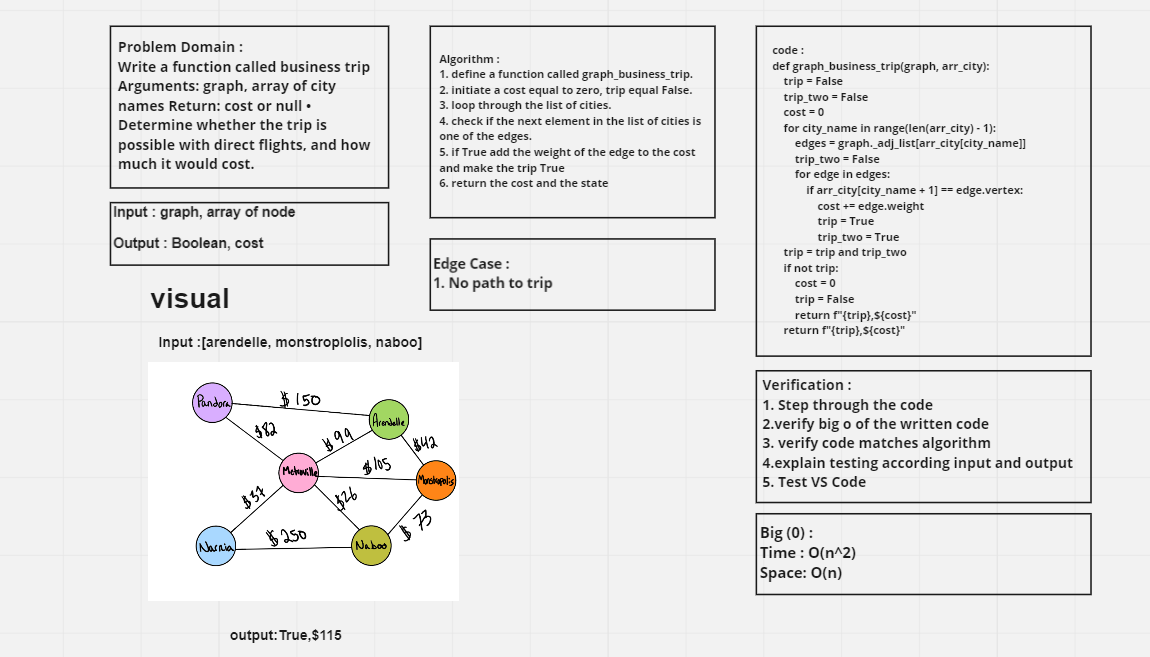 Problem Domain :
Write a function called business trip
Arguments: graph, array of city
names Return: cost or null •
Determine whether the trip is
possible with direct flights, and how
much it would cost.
Input : graph, array of node
Output : Boolean, cost
visual
Input :[arendelle, monstroplolis, naboo]
Pandora
$ 150
Arendelle
$82
$99
$42
Metroville
$105
Monstropolis
$37
$26
$ 73
Narnia
$250
Naboo
output:True,$115
Algorithm :
1. define a function called graph_business_trip.
2. initiate a cost equal to zero, trip equal False.
3. loop through the list of cities.
4. check if the next element in the list of cities is
one of the edges.
5. if True add the weight of the edge to the cost
and make the trip True
6. return the cost and the state
Edge Case :
1. No path to trip
code :
def graph_business_trip(graph, arr_city):
trip = False
trip_two = False
cost = 0
for city_name in range(len(arr_city) - 1):
edges = graph._adj_list[arr_city[city_name]]
trip_two = False
for edge in edges:
if arr_city[city_name + 1] == edge.vertex:
cost += edge.weight
trip = True
trip_two = True
trip = trip and trip_two
if not trip:
cost = 0
trip = False
return f"{trip},${cost}"
return f"{trip},${cost}"
Verification :
1. Step through the code
2.verify big o of the written code
3. verify code matches algorithm
4.explain testing according input and output
5. Test VS Code
Big (0) :
Time : O(n^2)
Space: O(n)